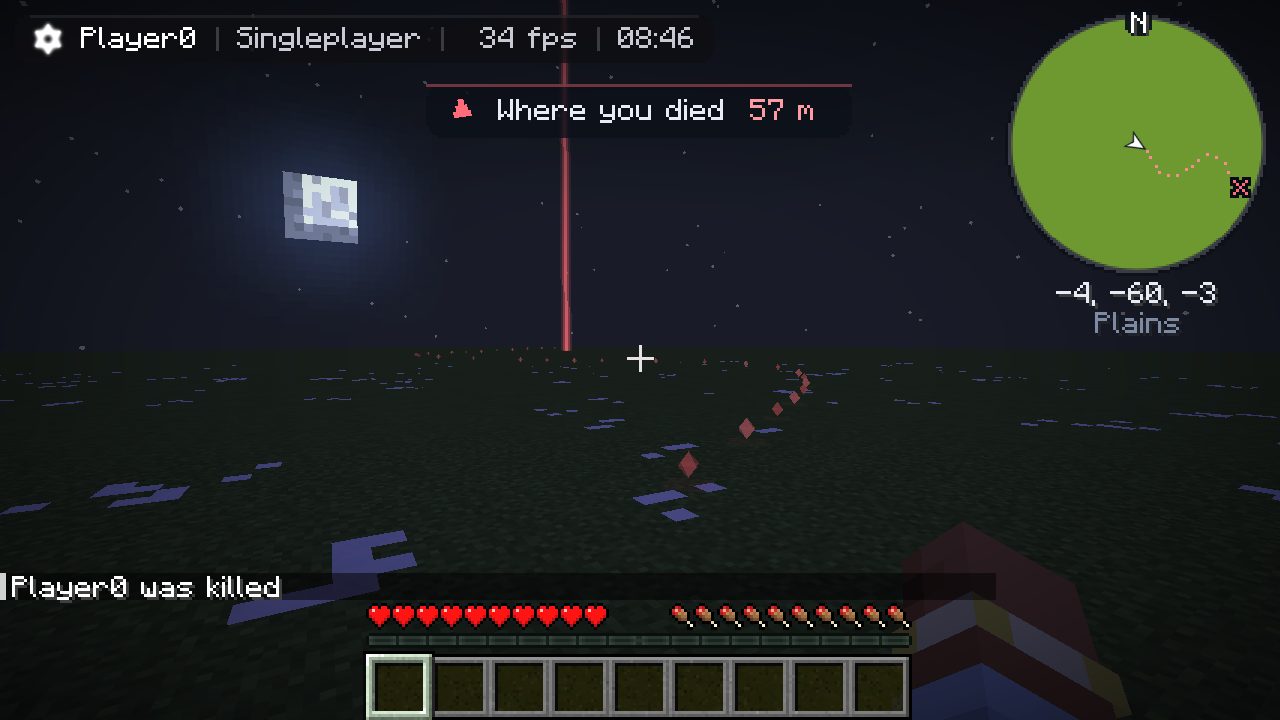 Player0 | Singleplayer | 34 fps | 08:46
N
Where you died 57 m
-4, -60, -3
Plains
Player0 was killed